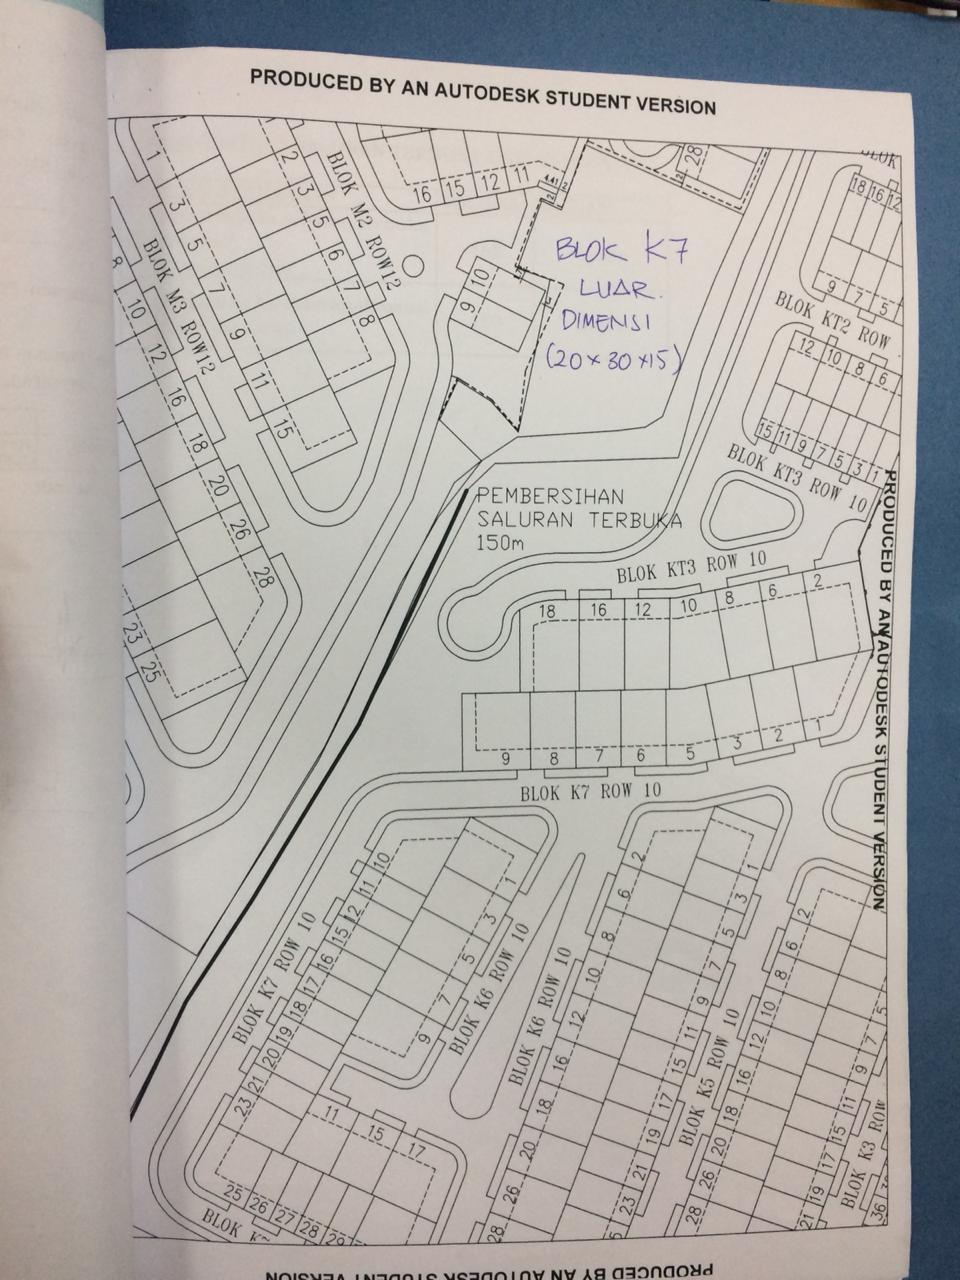 PRODUCED BY AN AUTODESK STUDENT VERSION
28
18 16 12
16 15 12 11
4.41
2
2
2
1
3
5
7
9
11
15
2
3
5
6
7
8
BLOK M2 ROW12
BLOK M3 ROW12
8
10
12
16
18
20
26
28
23
25
9 10
BLOK K7
LUAR.
DIMENSI
(20 x 30 x 15)
9 7 5
BLOK KT2 ROW
12 10 8 6
15 11 9 7 5 3 1
BLOK KT3 ROW 10
PEMBERSIHAN
SALURAN TERBUKA
150m
BLOK KT3 ROW 10
18 16 12 10 8 6 2
9 8 7 6 5 3 2 1
BLOK K7 ROW 10
PRODUCED BY AN AUTODESK STUDENT VERSION
10
11
12
15
16
17
18
19
20
21
23
BLOK K7 ROW 10
1
3
5
7
9
BLOK K6 ROW 10
11 15 17
25 26 27 28 29
BLOK
2
6
8
10
12
16
18
20
26
28
BLOK K6 ROW 10
1
3
5
7
9
11
15
17
19
21
23
BLOK K5 ROW 10
2
6
8
10
12
16
18
20
26
28
5
7
9
11
15
17
19
21
BLOK K3 ROW
36
PRODUCED BY AN AUTODESK STUDENT VERSION